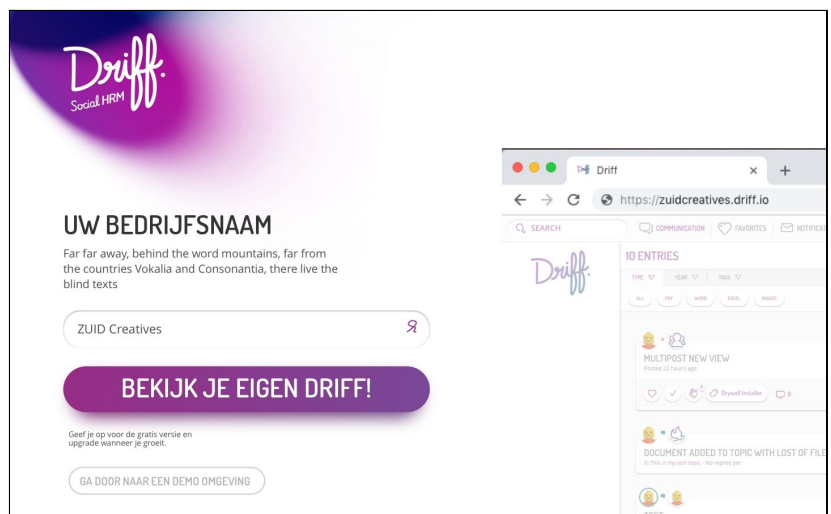 Driff.
Social HRM
UW BEDRIJFSNAAM
Far far away, behind the word mountains, far from
the countries Vokalia and Consonantia, there live the
blind texts
ZUID Creatives
BEKIJK JE EIGEN DRIFF!
Geef je op voor de gratis versie en
upgrade wanneer je groeit.
GA DOOR NAAR EEN DEMO OMGEVING
Driff
https://zuidcreatives.driff.io
SEARCH
COMMUNICATION
FAVORITES
NOTIFICAT
Driff.
10 ENTRIES
TYPE YEAR TAGS
ALL PDF WORD EXCEL IMAGES
MULTIPOST NEW VIEW
Posted 22 hours ago
Drywall Installer 0
DOCUMENT ADDED TO TOPIC WITH LOST OF FILE
In This is my test topic - No replies yet